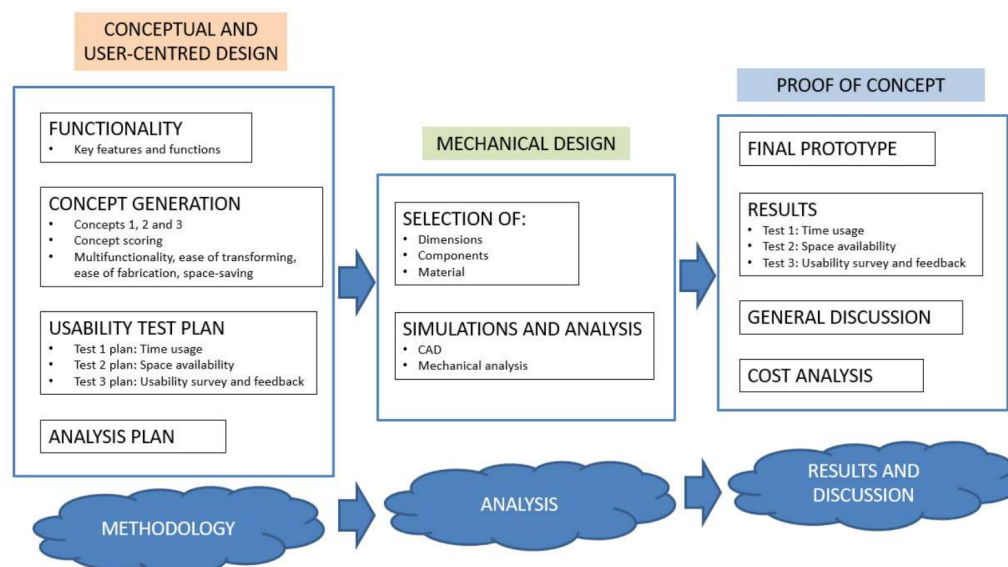 CONCEPTUAL AND
USER-CENTRED DESIGN
FUNCTIONALITY
• Key features and functions
CONCEPT GENERATION
• Concepts 1, 2 and 3
• Concept scoring
• Multifunctionality, ease of transforming,
ease of fabrication, space-saving
USABILITY TEST PLAN
• Test 1 plan: Time usage
• Test 2 plan: Space availability
• Test 3 plan: Usability survey and feedback
ANALYSIS PLAN
METHODOLOGY
MECHANICAL DESIGN
SELECTION OF:
• Dimensions
• Components
• Material
SIMULATIONS AND ANALYSIS
• CAD
• Mechanical analysis
ANALYSIS
PROOF OF CONCEPT
FINAL PROTOTYPE
RESULTS
• Test 1: Time usage
• Test 2: Space availability
• Test 3: Usability survey and feedback
GENERAL DISCUSSION
COST ANALYSIS
RESULTS AND
DISCUSSION